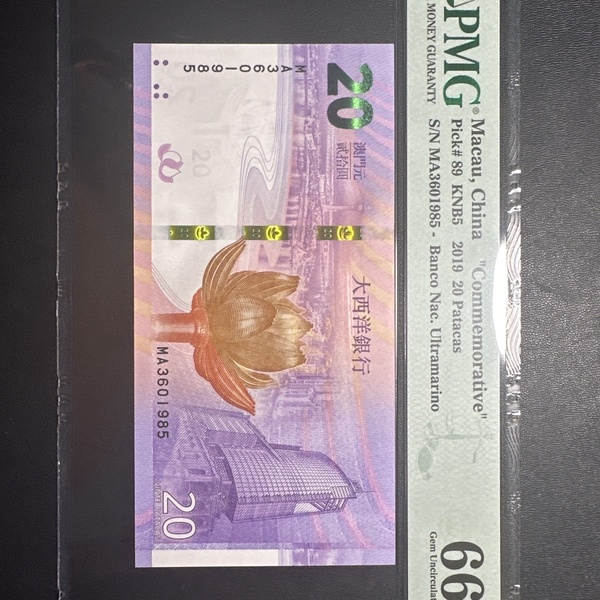 PMG®
MONEY GUARANTY
Macau, China "Commemorative"
Pick# 89 KNB5 2019 20 Patacas
S/N MA3601985 - Banco Nac. Ultramarino
66
Gem Uncirculat
20
澳門元
貳拾圓
大西洋銀行
MA3601985
MA3601985
20